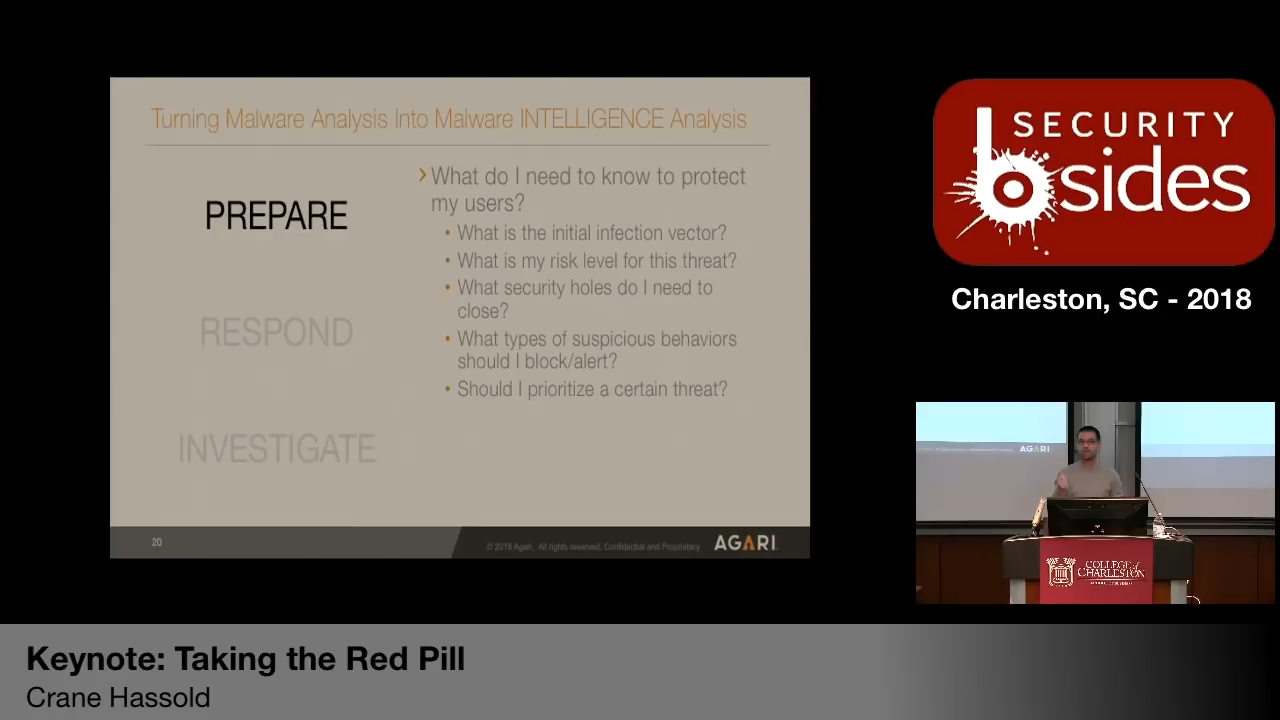 Turning Malware Analysis Into Malware INTELLIGENCE Analysis
PREPARE
RESPOND
INVESTIGATE
› What do I need to know to protect
my users?
• What is the initial infection vector?
• What is my risk level for this threat?
• What security holes do I need to
close?
• What types of suspicious behaviors
should I block/alert?
• Should I prioritize a certain threat?
20
© 2018 Agari. All rights reserved. Confidential and Proprietary.
AGARI
SECURITY
bsides
Charleston, SC - 2018
AGARI
COLLEGE of
CHARLESTON
Keynote: Taking the Red Pill
Crane Hassold